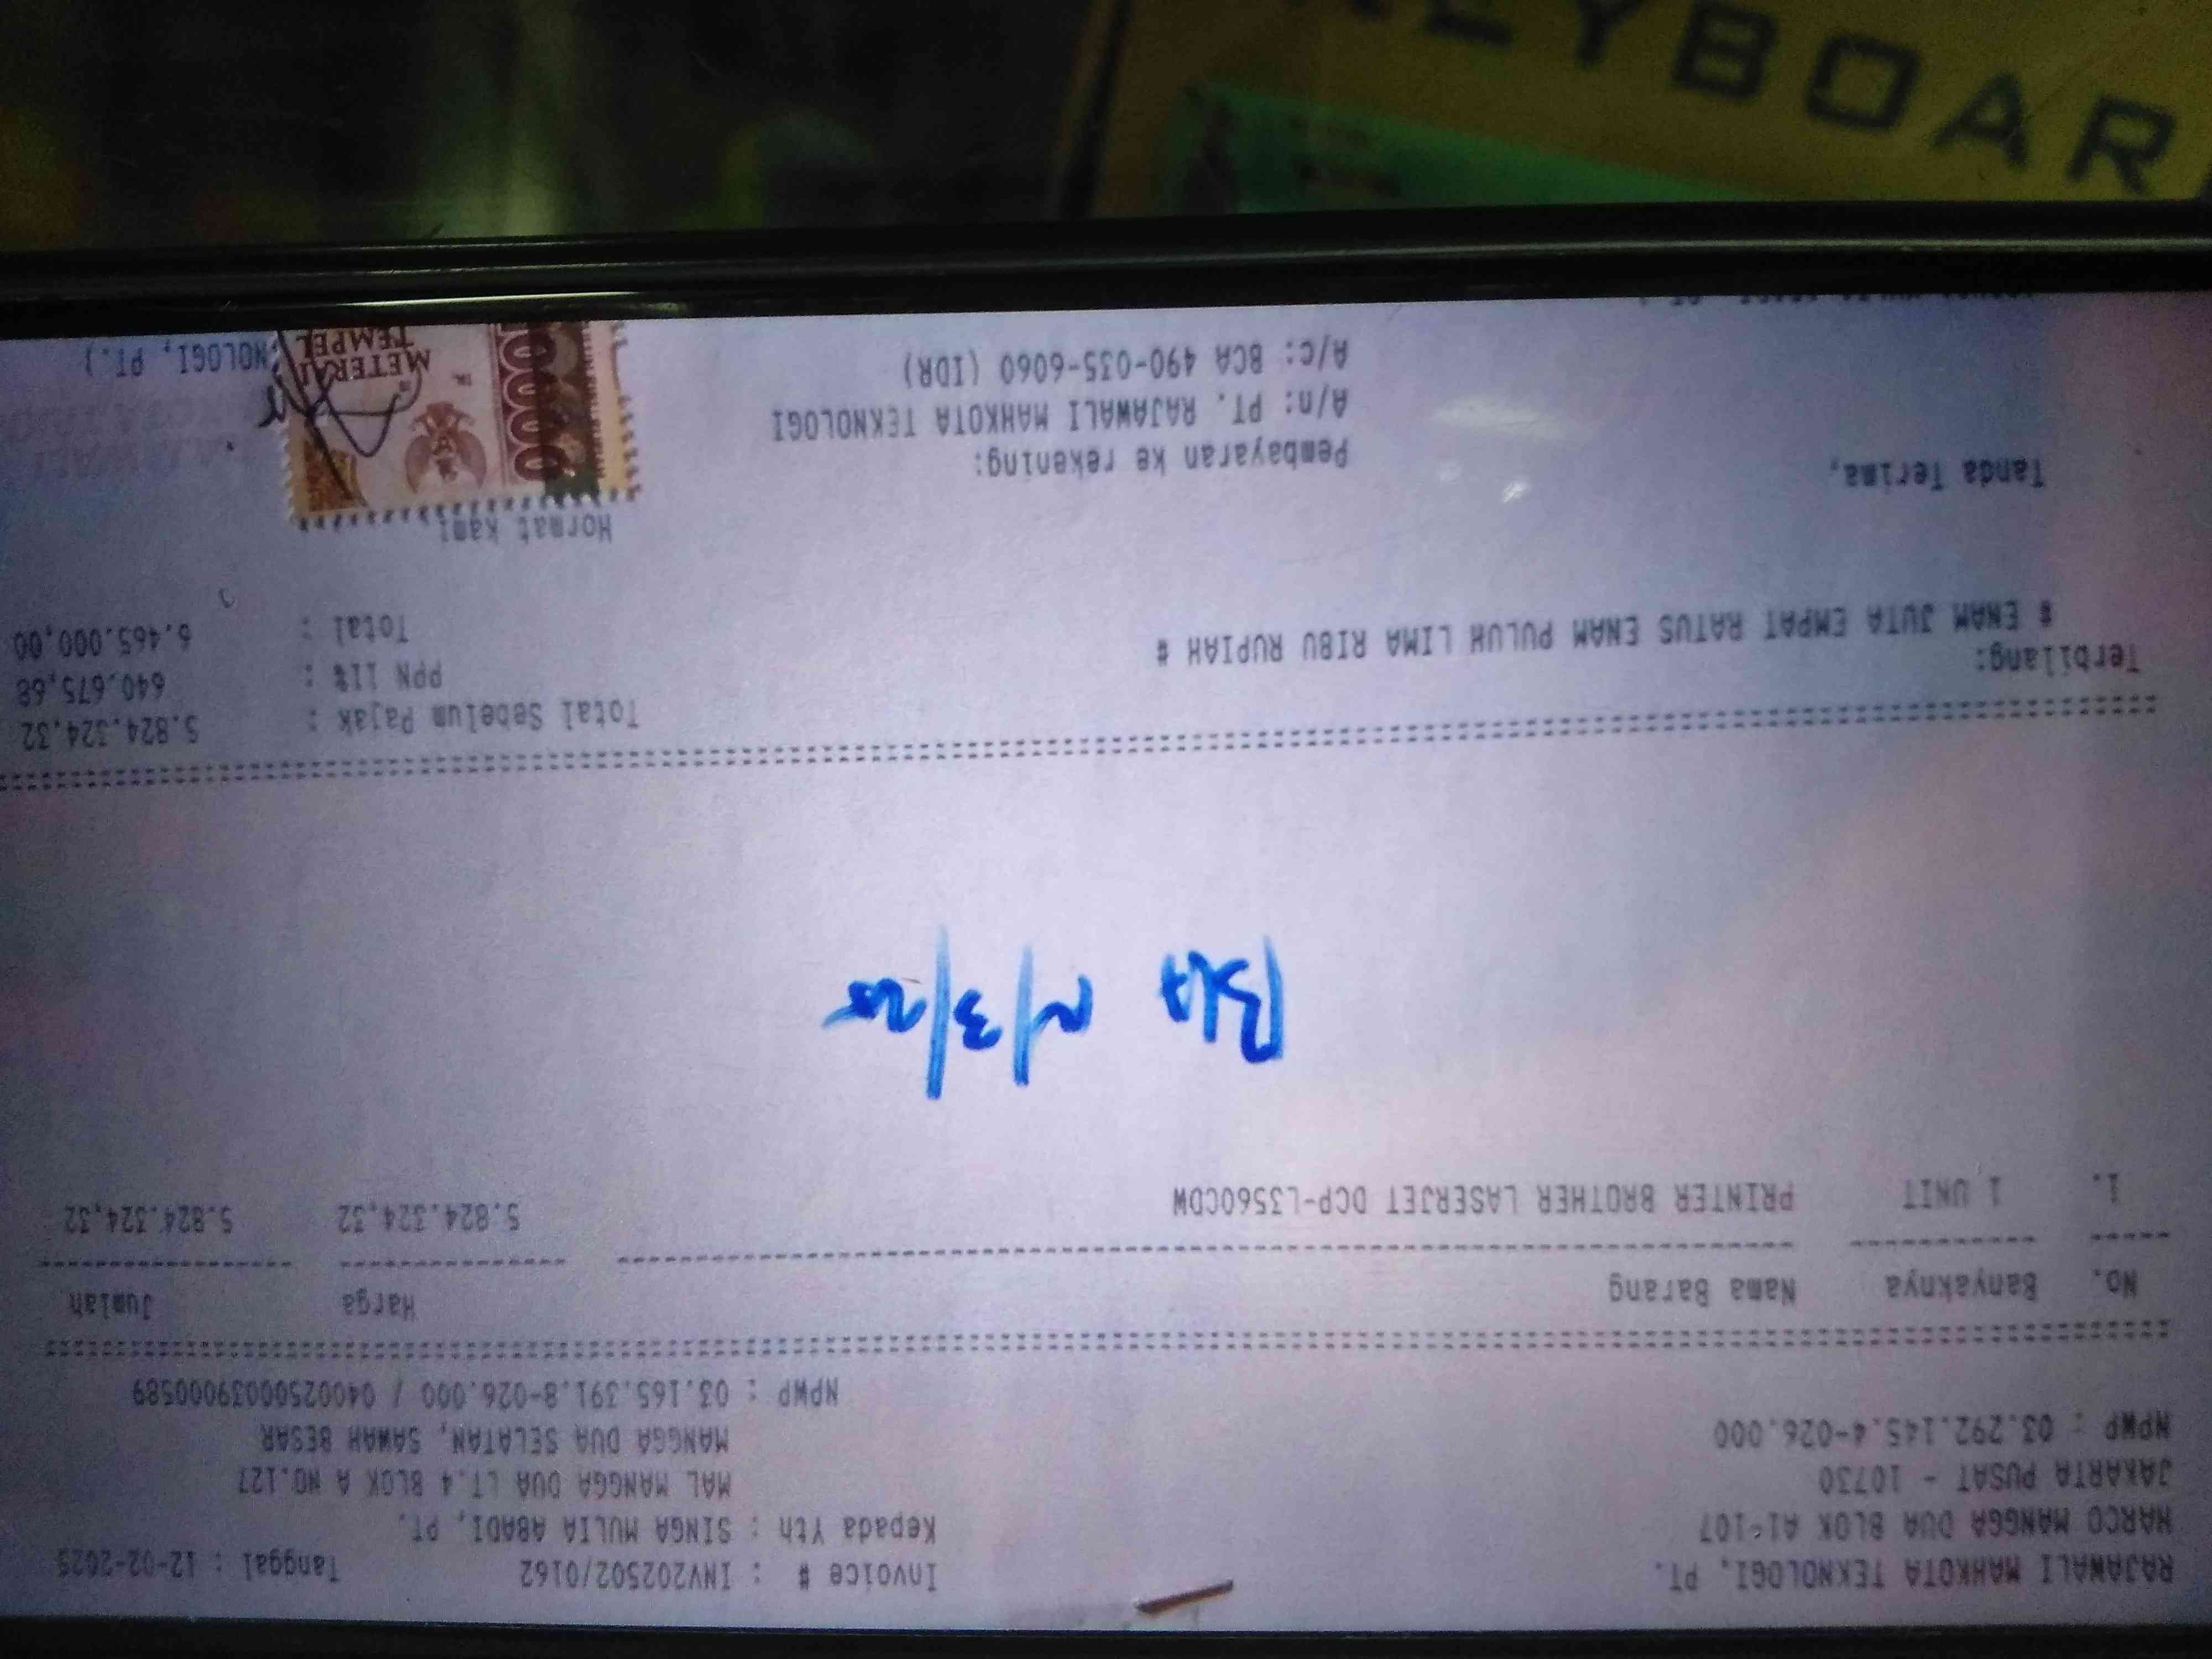 RAJAWALI MAHKOTA TEKNOLOGI, PT.
HARCO MANGGA DUA BLOK A1-107
JAKARTA PUSAT - 10730
NPWP : 03.292.145.4-026.000
Invoice # : INV202502/0162
Tanggal : 12-02-2025
Kepada Yth : SINGA MULIA ABADI, PT.
MAL MANGGA DUA LT.4 BLOK A NO.127
MANGGA DUA SELATAN, SAWAH BESAR
NPWP : 03.165.391.8-026.000 / 04002500039000589
No. Banyaknya Nama Barang Harga Jumlah
1. 1 UNIT PRINTER BROTHER LASERJET DCP-L3560CDW 5.824.324,32 5.824.324,32
/3/25
Terbilang:
# ENAM JUTA EMPAT RATUS ENAM PULUH LIMA RIBU RUPIAH #
Total Sebelum Pajak : 5.824.324,32
PPN 11% : 640.675,68
Total : 6.465.000,00
Tanda Terima,
Pembayaran ke rekening:
A/n: PT. RAJAWALI MAHKOTA TEKNOLOGI
A/c: BCA 490-035-6060 (IDR)
Hormat kami
10000
METERAI
TEMPEL
NOLOGI, PT.)
KEYBOAR